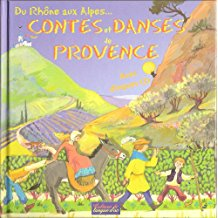 Du Rhône aux Alpes...
CONTES et DANSES
de
PROVENCE